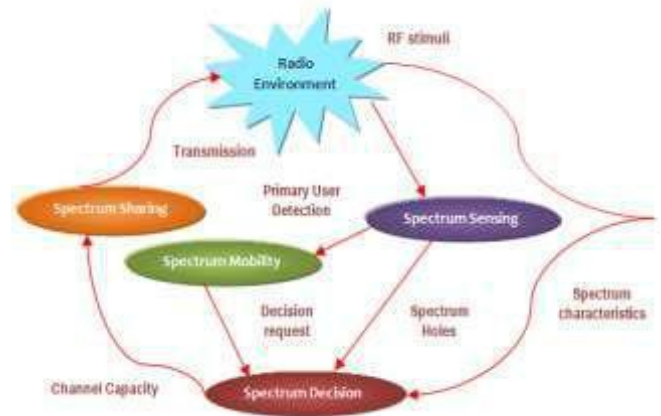 RF stimuli
Radio
Environment
Transmission
Primary User
Detection
Spectrum Sharing
Spectrum Sensing
Spectrum Mobility
Decision
request
Spectrum
Holes
Spectrum
characteristics
Channel Capacity
Spectrum Decision